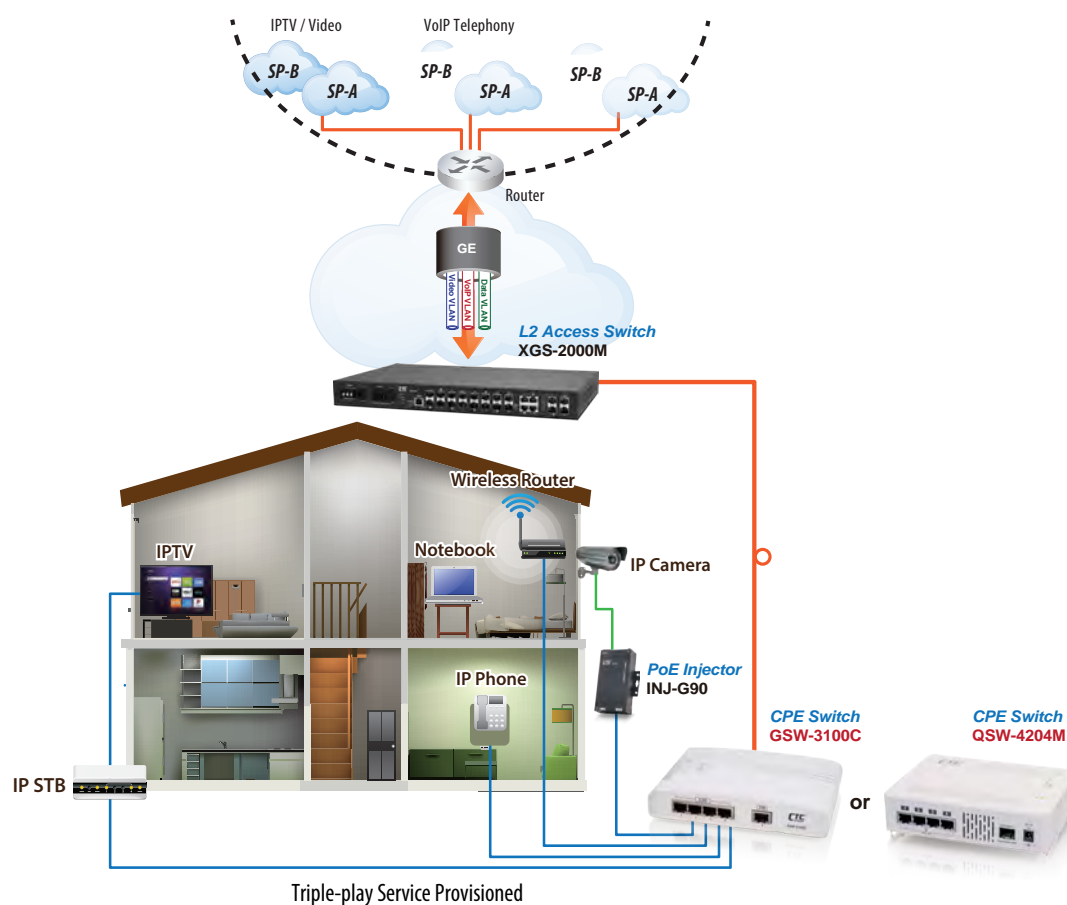 IPTV / Video
VoIP Telephony
SP-B
SP-A
SP-B
SP-A
SP-B
SP-A
Router
GE
Video VLAN
VoIP VLAN
Data VLAN
L2 Access Switch
XGS-2000M
Wireless Router
IPTV
Notebook
IP Camera
IP Phone
PoE Injector
INJ-G90
CPE Switch
GSW-3100C
CPE Switch
QSW-4204M
IP STB
or
CTC
Triple-play Service Provisioned